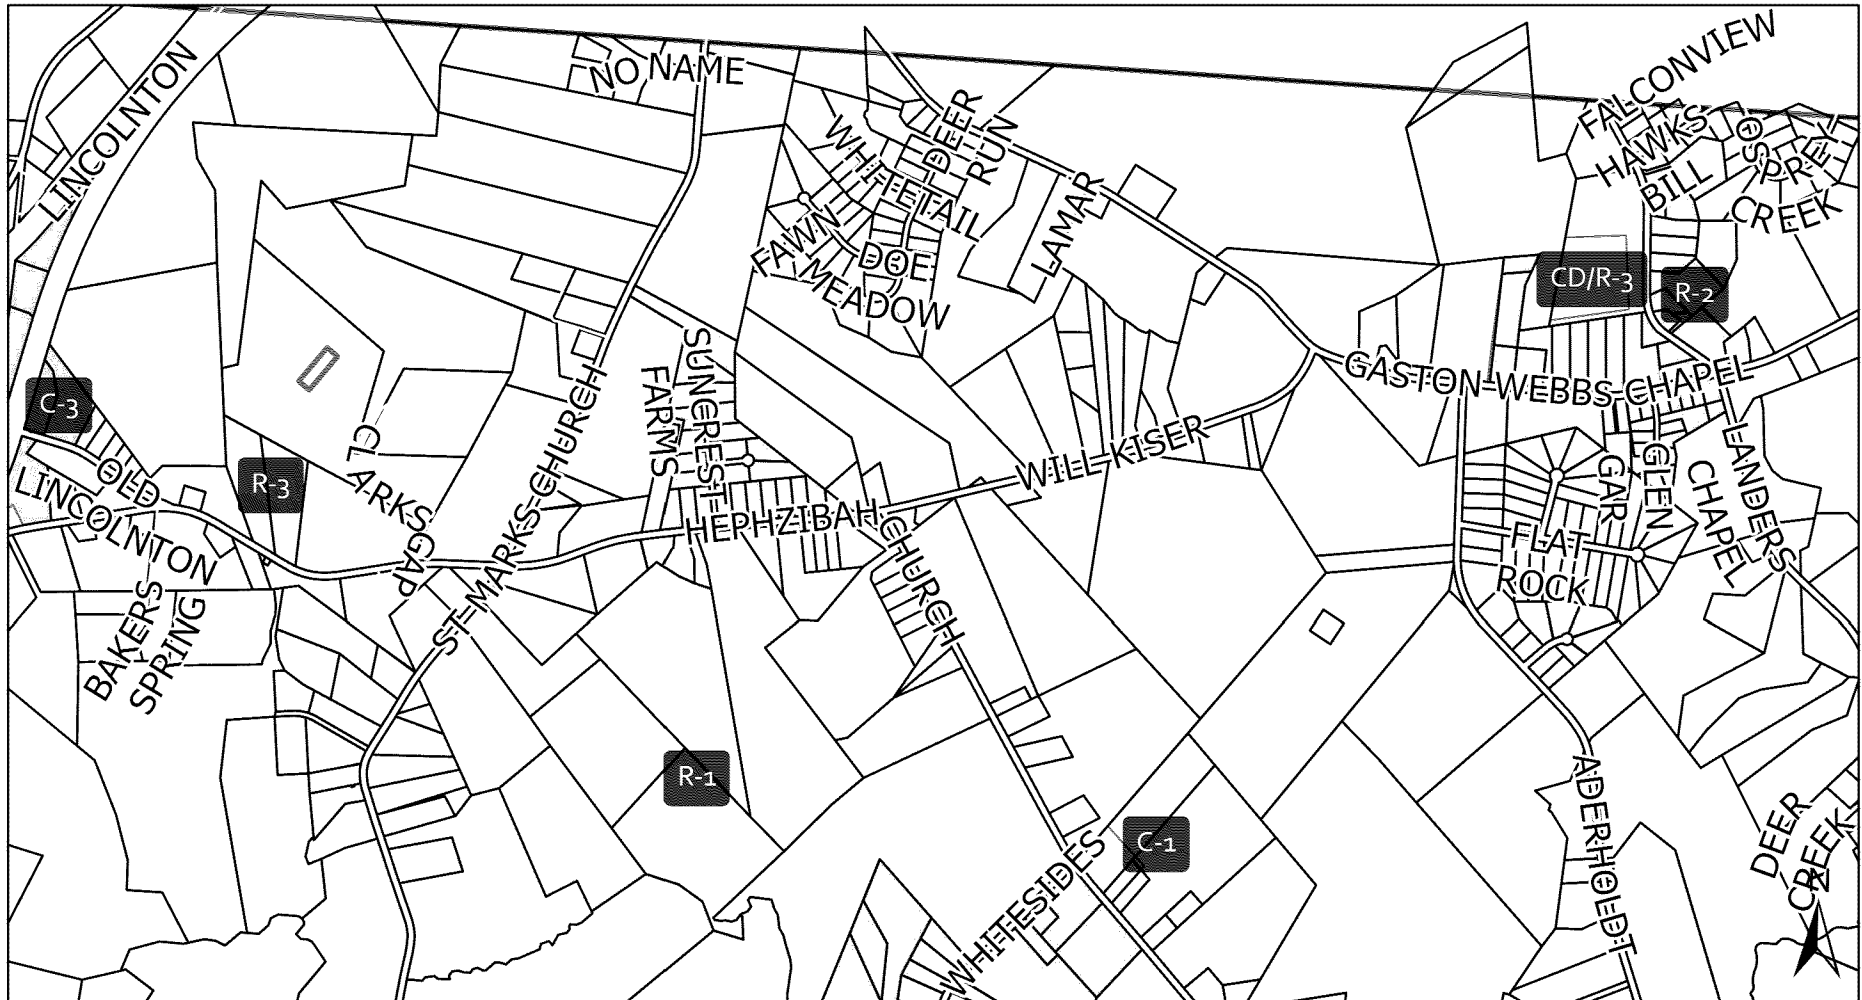 FALCONVIEW
NO NAME
LINCOLNTON
DEER
RUN
WHITETAIL
HAWKS
BILL
OSPREY
CREEK
LAMAR
FAWN
DOE
MEADOW
CD/R-3
R-2
SUNCREST
FARMS
GASTON WEBBS CHAPEL
C-3
ST MARKS CHURCH
CLARKS
GAP
WILL KISER
OLD
LINCOLNTON
R-3
HEPHZIBAH
CHURCH
GAR
GLEN
LANDERS
CHAPEL
FLAT
ROCK
BAKERS
SPRING
R-1
ADERHOLDT
DEER
CREEK
C-1
WHITESIDES
N